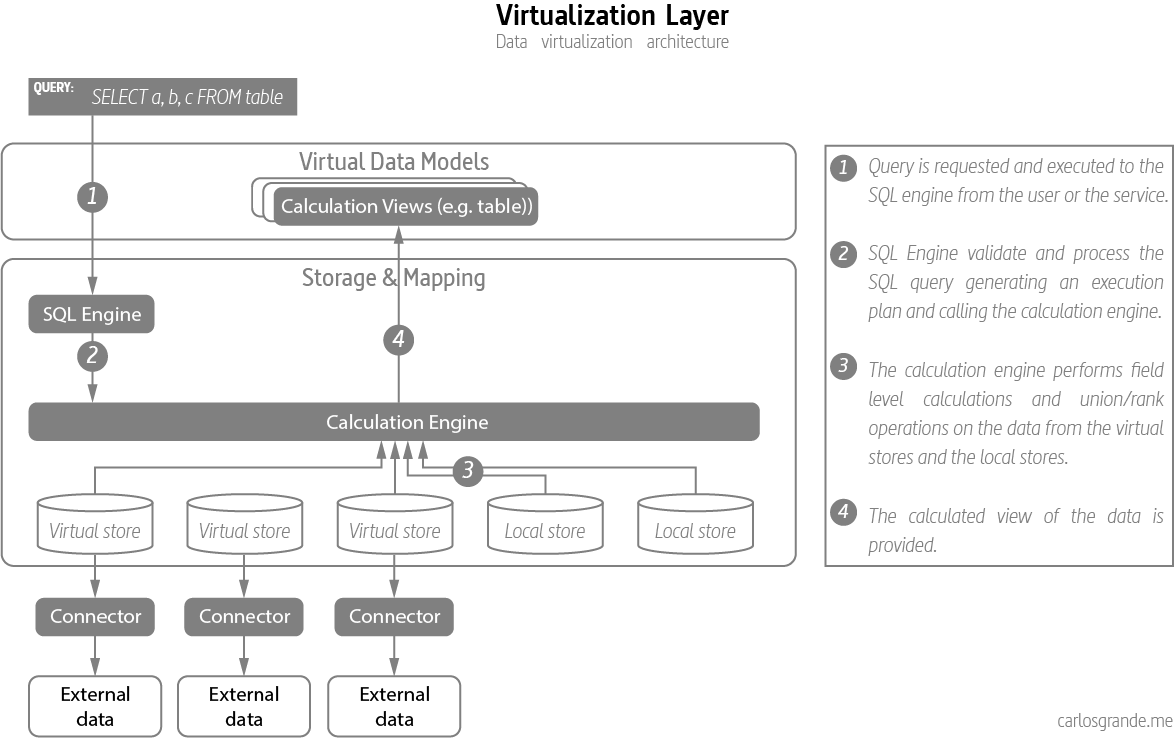 Virtualization Layer
Data virtualization architecture
QUERY: SELECT a, b, c FROM table
Virtual Data Models
1
Calculation Views (e.g. table))
Storage & Mapping
SQL Engine
2
4
Calculation Engine
3
Virtual store
Virtual store
Virtual store
Local store
Local store
Connector
Connector
Connector
External
data
External
data
External
data
1 Query is requested and executed to the
SQL engine from the user or the service.
2 SQL Engine validate and process the
SQL query generating an execution
plan and calling the calculation engine.
3 The calculation engine performs field
level calculations and union/rank
operations on the data from the virtual
stores and the local stores.
4 The calculated view of the data is
provided.
carlosgrande.me